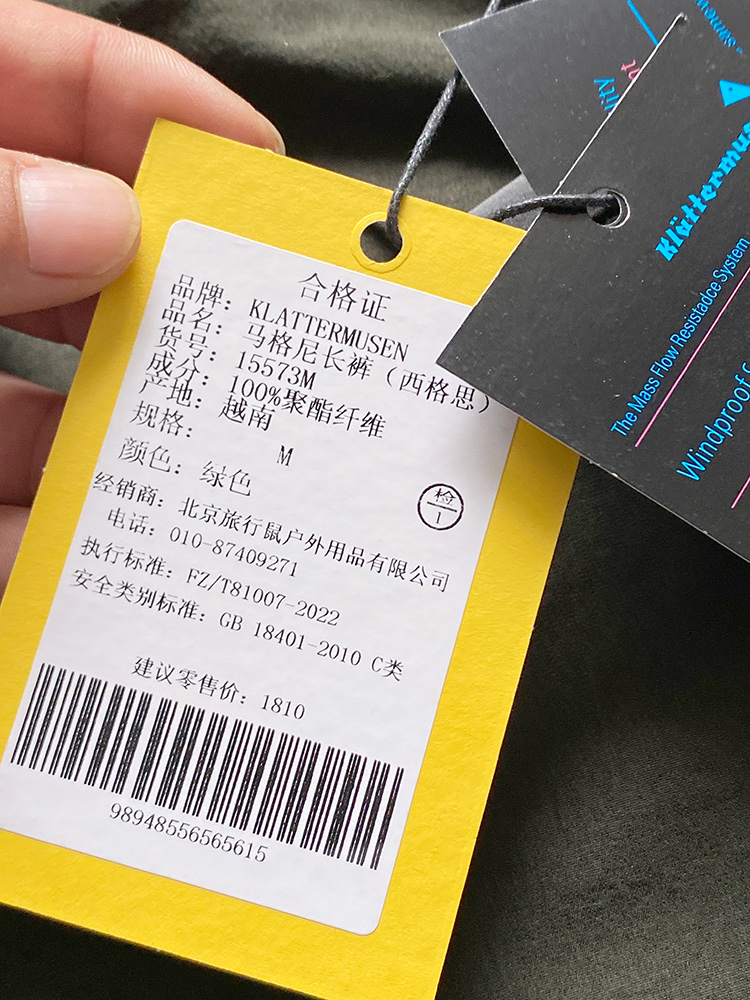 合格证
品牌: KLATTERMUSEN
品名: 马格尼长裤 (西格思)
货号: 15573M
成分: 100%聚酯纤维
产地: 越南
规格: M
颜色: 绿色
检
1
经销商: 北京旅行鼠户外用品有限公司
电话: 010-87409271
执行标准: FZ/T81007-2022
安全类别标准: GB 18401-2010 C类
建议零售价: 1810
98948556565615
Klättermus
The Mass Flow Resistadce System
Windproof